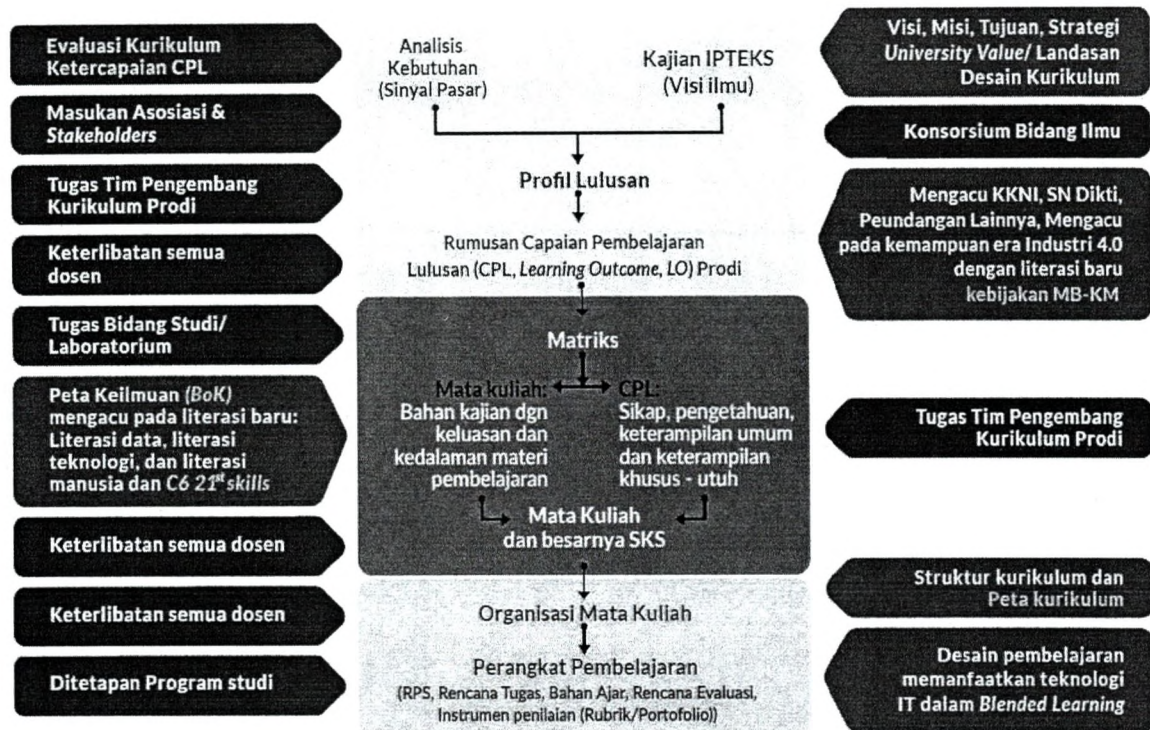 Evaluasi Kurikulum
Ketercapaian CPL
Masukan Asosiasi &
Stakeholders
Tugas Tim Pengembang
Kurikulum Prodi
Keterlibatan semua
dosen
Tugas Bidang Studi/
Laboratorium
Peta Keilmuan (BoK)
mengacu pada literasi baru:
Literasi data, literasi
teknologi, dan literasi
manusia dan C6 21st skills
Keterlibatan semua dosen
Keterlibatan semua dosen
Ditetapan Program studi
Analisis
Kebutuhan
(Sinyal Pasar)
Kajian IPTEKS
(Visi ilmu)
Profil Lulusan
Rumusan Capaian Pembelajaran
Lulusan (CPL, Learning Outcome, LO) Prodi
Matriks
Mata kuliah:
Bahan kajian dgn
keluasan dan
kedalaman materi
pembelajaran
CPL:
Sikap, pengetahuan,
keterampilan umum
dan keterampilan
khusus - utuh
Mata Kuliah
dan besarnya SKS
Organisasi Mata Kuliah
Perangkat Pembelajaran
(RPS, Rencana Tugas, Bahan Ajar, Rencana Evaluasi,
Instrumen penilaian (Rubrik/Portofolio))
Visi, Misi, Tujuan, Strategi
University Value/ Landasan
Desain Kurikulum
Konsorsium Bidang Ilmu
Mengacu KKNI, SN Dikti,
Peundangan Lainnya, Mengacu
pada kemampuan era Industri 4.0
dengan literasi baru
kebijakan MB-KM
Tugas Tim Pengembang
Kurikulum Prodi
Struktur kurikulum dan
Peta kurikulum
Desain pembelajaran
memanfaatkan teknologi
IT dalam Blended Learning